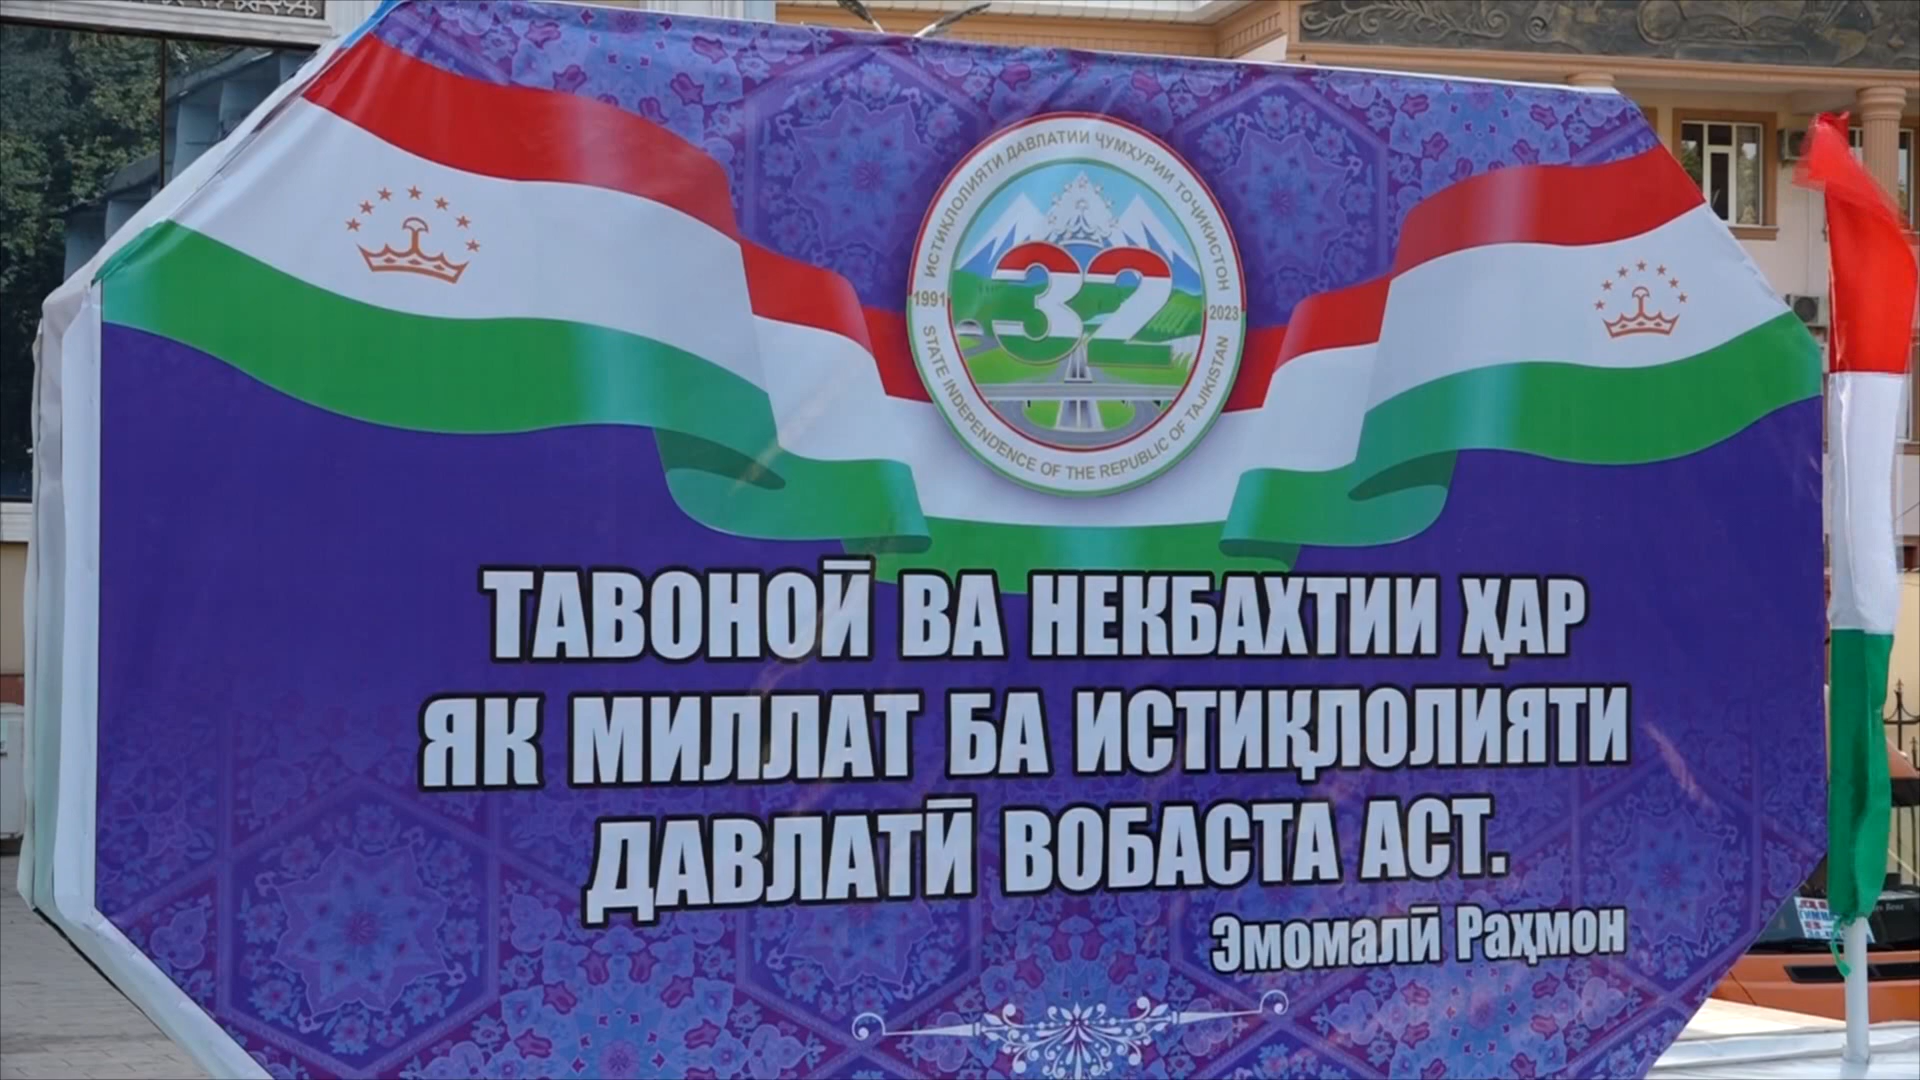 ИСТИҚЛОЛИЯТИ ДАВЛАТИИ ҶУМҲУРИИ ТОҶИКИСТОН
32
1991
2023
STATE INDEPENDENCE OF THE REPUBLIC OF TAJIKISTAN
ТАВОНОӢ ВА НЕКБАХТИИ ҲАР
ЯК МИЛЛАТ БА ИСТИҚЛОЛИЯТИ
ДАВЛАТӢ ВОБАСТА АСТ.
Эмомалӣ Раҳмон